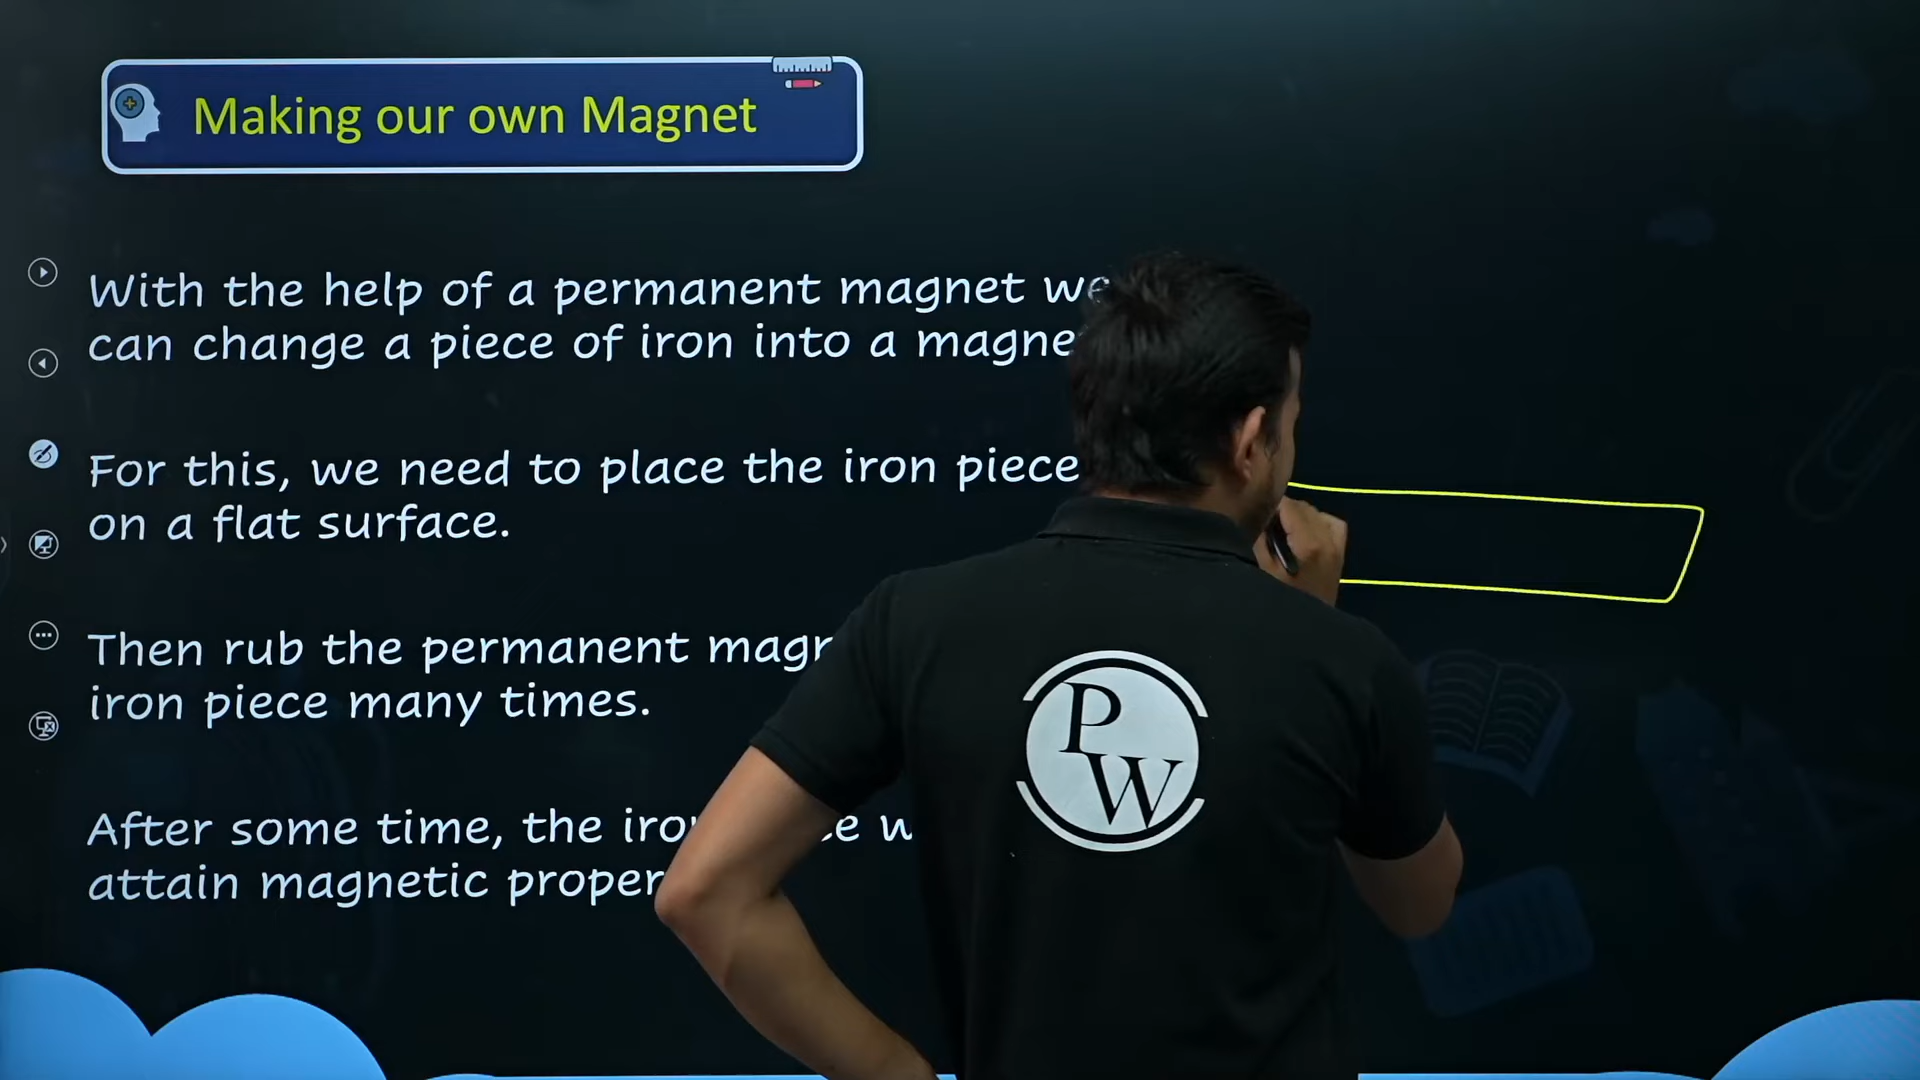 Making our own Magnet
With the help of a permanent magnet we
can change a piece of iron into a
For this, we need to place the iron piece
on a flat surface.
Then rub the permanent
iron piece many times.
After some time, the
attain magnetic
PW